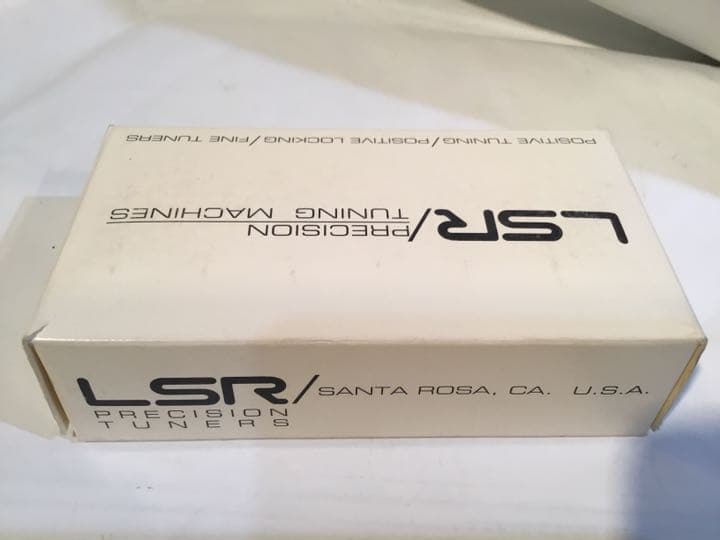 POSITIVE TUNING/POSITIVE LOCKING/FINE TUNERS
LSR/PRECISION
TUNING MACHINES
LSR/SANTA ROSA, CA. U.S.A.
PRECISION
TUNERS